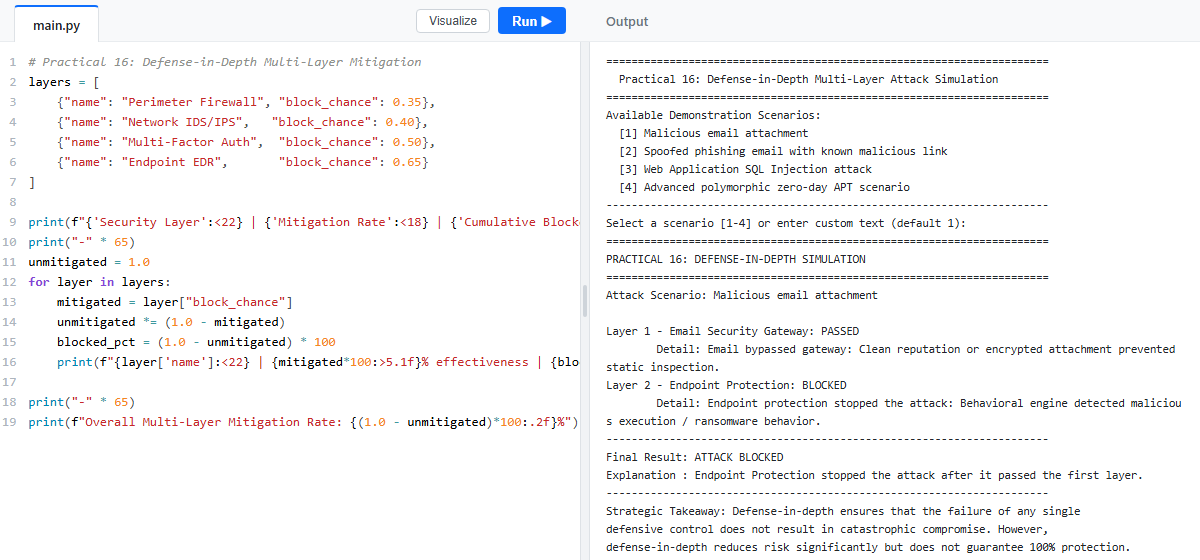 main.py
Visualize
Run
Output
1 # Practical 16: Defense-in-Depth Multi-Layer Mitigation
2 layers = [
3     {"name": "Perimeter Firewall", "block_chance": 0.35},
4     {"name": "Network IDS/IPS",   "block_chance": 0.40},
5     {"name": "Multi-Factor Auth",  "block_chance": 0.50},
6     {"name": "Endpoint EDR",       "block_chance": 0.65}
7 ]
8
9 print(f"{'Security Layer':<22} | {'Mitigation Rate':<18} | {'Cumulative Block
10 print("-" * 65)
11 unmitigated = 1.0
12 for layer in layers:
13     mitigated = layer["block_chance"]
14     unmitigated *= (1.0 - mitigated)
15     blocked_pct = (1.0 - unmitigated) * 100
16     print(f"{layer['name']:<22} | {mitigated*100:>5.1f}% effectiveness | {blo
17
18 print("-" * 65)
19 print(f"Overall Multi-Layer Mitigation Rate: {(1.0 - unmitigated)*100:.2f}%")
======================================================================
  Practical 16: Defense-in-Depth Multi-Layer Attack Simulation
======================================================================
Available Demonstration Scenarios:
  [1] Malicious email attachment
  [2] Spoofed phishing email with known malicious link
  [3] Web Application SQL Injection attack
  [4] Advanced polymorphic zero-day APT scenario
----------------------------------------------------------------------
Select a scenario [1-4] or enter custom text (default 1):
======================================================================
PRACTICAL 16: DEFENSE-IN-DEPTH SIMULATION
======================================================================
Attack Scenario: Malicious email attachment

Layer 1 - Email Security Gateway: PASSED
        Detail: Email bypassed gateway: Clean reputation or encrypted attachment prevented
static inspection.
Layer 2 - Endpoint Protection: BLOCKED
        Detail: Endpoint protection stopped the attack: Behavioral engine detected maliciou
s execution / ransomware behavior.
----------------------------------------------------------------------
Final Result: ATTACK BLOCKED
Explanation : Endpoint Protection stopped the attack after it passed the first layer.
----------------------------------------------------------------------
Strategic Takeaway: Defense-in-depth ensures that the failure of any single
defensive control does not result in catastrophic compromise. However,
defense-in-depth reduces risk significantly but does not guarantee 100% protection.